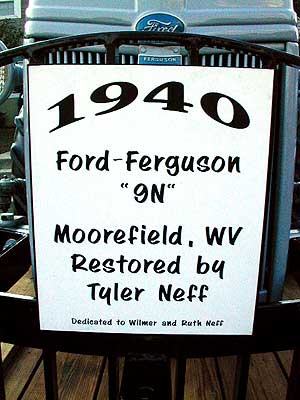 Ford
FERGUSON
1940
Ford-Ferguson
"9N"
Moorefield, WV
Restored by
Tyler Neff
Dedicated to Wilmer and Ruth Neff